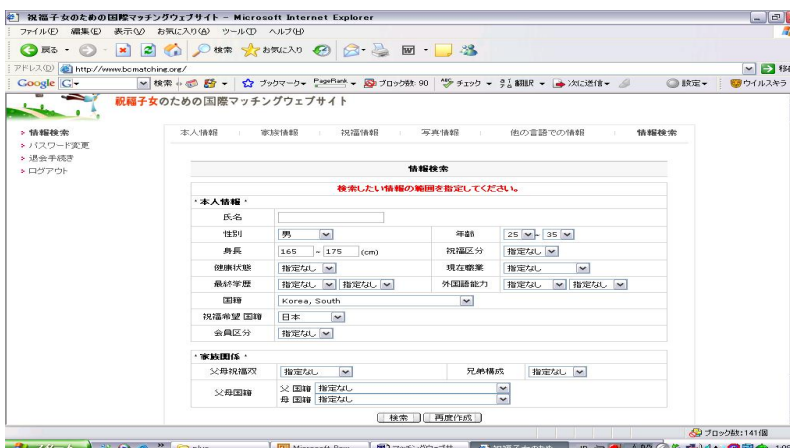 祝福子女のための国際マッチングウェブサイト - Microsoft Internet Explorer
ファイル(F) 編集(E) 表示(V) お気に入り(A) ツール(T) ヘルプ(H)
戻る 検索 お気に入り
アドレス(D) http://www.bcmatching.org/ 移動
Google G 検索 ブックマーク PageRank ブロック数: 90 チェック 翻訳 次に送信 設定 ウイルスキャ
祝福子女のための国際マッチングウェブサイト
情報検索
パスワード変更
退会手続き
ログアウト
本人情報 家族情報 祝福情報 写真情報 他の言語での情報 情報検索
情報検索
検索したい情報の範囲を指定してください。
・本人情報・
氏名
性別 男 年齢 25 ~ 35
身長 165 ~ 175 (cm) 祝福区分 指定なし
健康状態 指定なし 現在職業 指定なし
最終学歴 指定なし 指定なし 外国語能力 指定なし 指定なし
国籍 Korea, South
祝福希望 国籍 日本
会員区分 指定なし
・家族関係・
父母祝福双 指定なし 兄弟構成 指定なし
父母国籍 父 国籍 指定なし
母 国籍 指定なし
検索 再度作成
ブロック数:141個